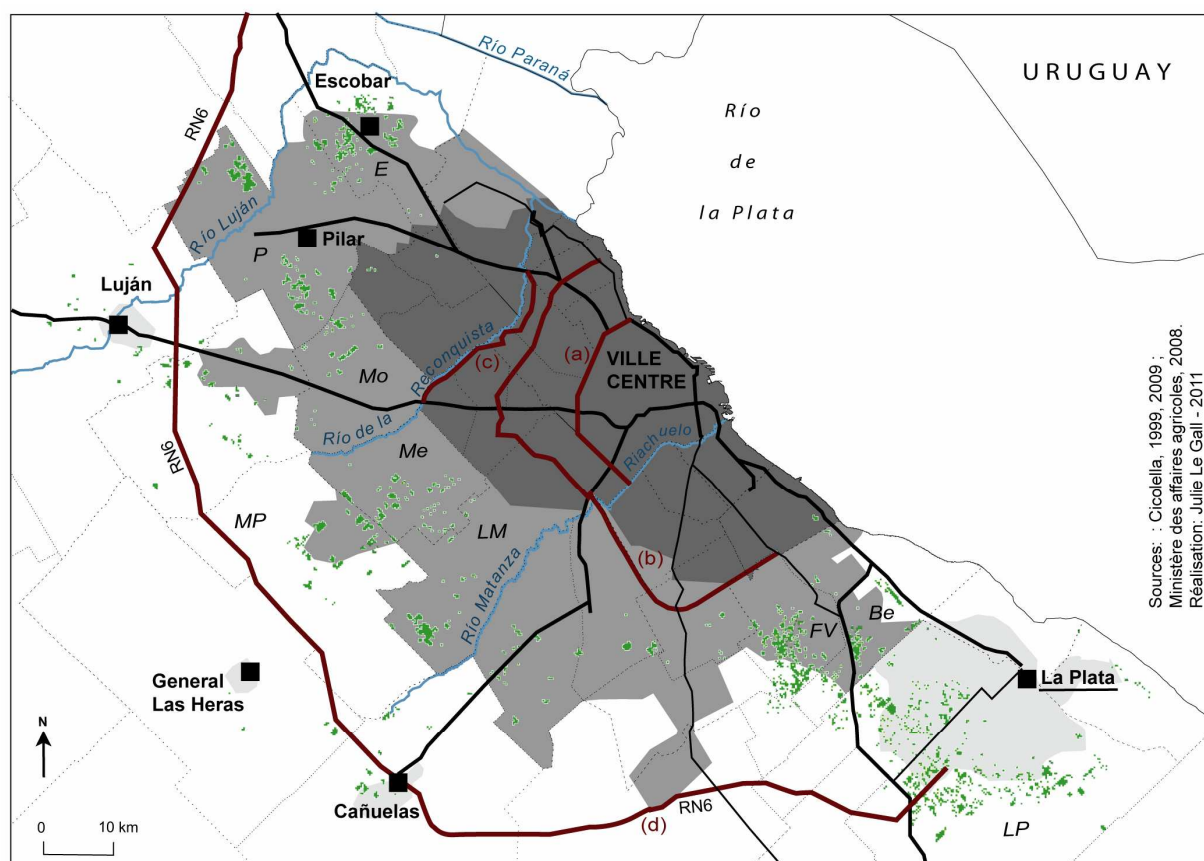 URUGUAY
Río Paraná
Escobar
Río
de
la Plata
RN6
E
Río Luján
P
Pilar
Luján
(a)
VILLE
CENTRE
(c)
Reconquista
Mo
Río de la
Riachuelo
Me
RN6
MP
LM
Río Matanza
(b)
FV
Be
General
Las Heras
La Plata
N
Cañuelas
0
10 km
RN6
(d)
LP
Sources: : Cicolella, 1999, 2009. ;
Ministère des affaires agricoles, 2008.
Réalisation: Julie Le Gall - 2011